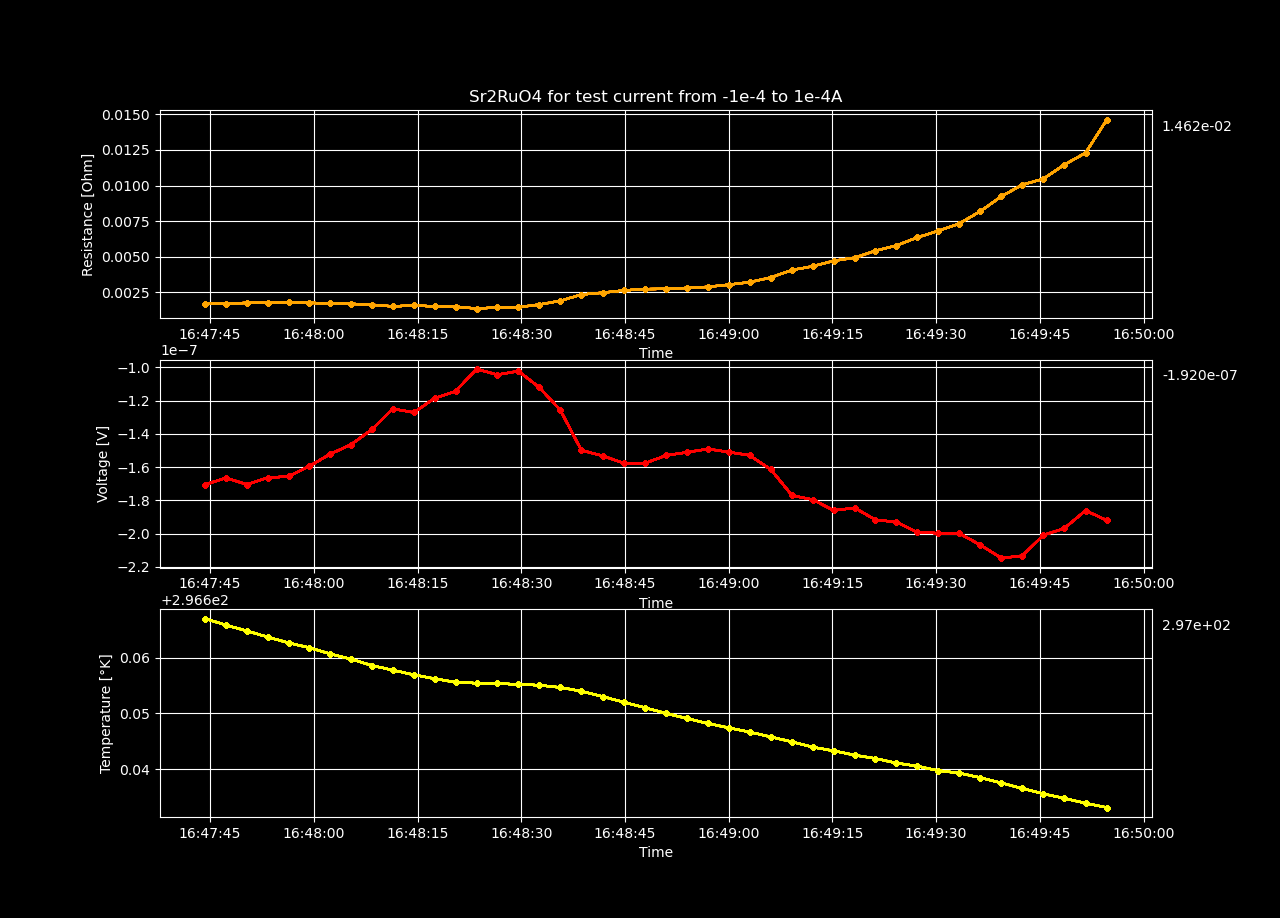 Sr2RuO4 for test current from -1e-4 to 1e-4A
0.0150
0.0125
0.0100
0.0075
0.0050
0.0025
Resistance [Ohm]
1.462e-02
16:47:45 16:48:00 16:48:15 16:48:30 16:48:45 16:49:00 16:49:15 16:49:30 16:49:45 16:50:00
Time
1e−7
−1.0
−1.2
−1.4
−1.6
−1.8
−2.0
−2.2
Voltage [V]
-1.920e-07
16:47:45 16:48:00 16:48:15 16:48:30 16:48:45 16:49:00 16:49:15 16:49:30 16:49:45 16:50:00
Time
+2.966e2
0.06
0.05
0.04
Temperature [°K]
2.97e+02
16:47:45 16:48:00 16:48:15 16:48:30 16:48:45 16:49:00 16:49:15 16:49:30 16:49:45 16:50:00
Time